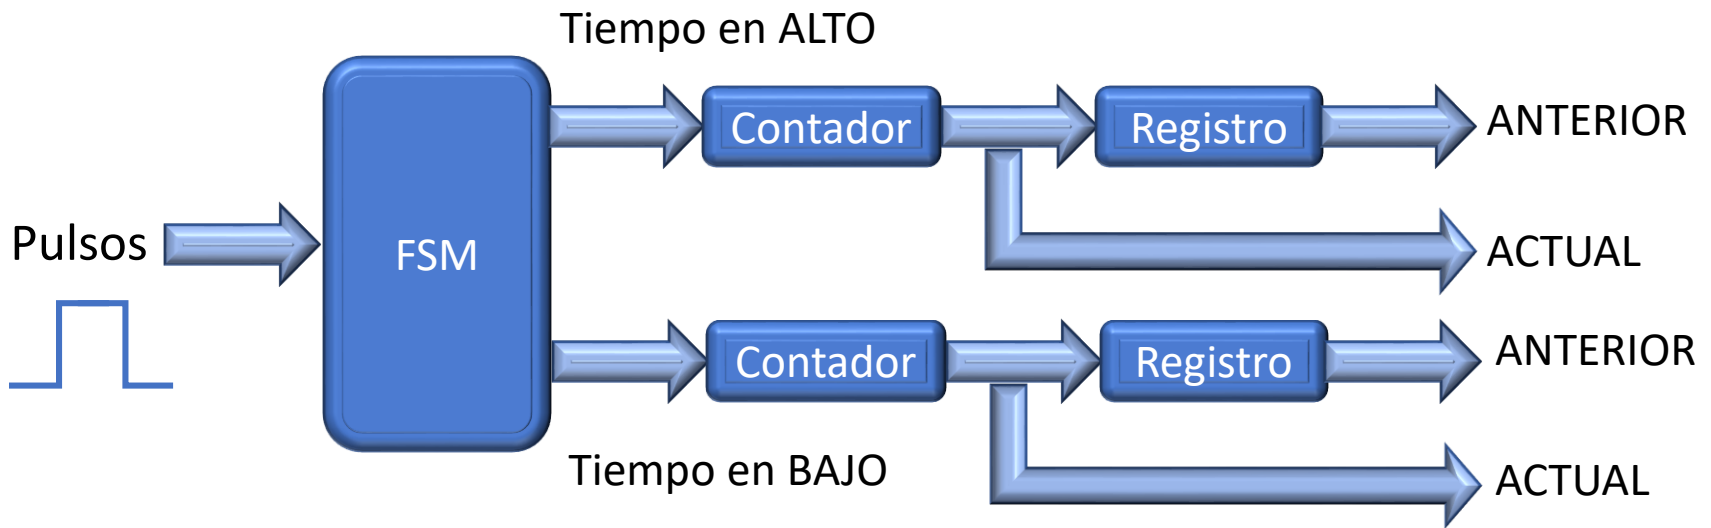 Tiempo en ALTO
Contador
Registro
ANTERIOR
Pulsos
FSM
ACTUAL
Contador
Registro
ANTERIOR
Tiempo en BAJO
ACTUAL